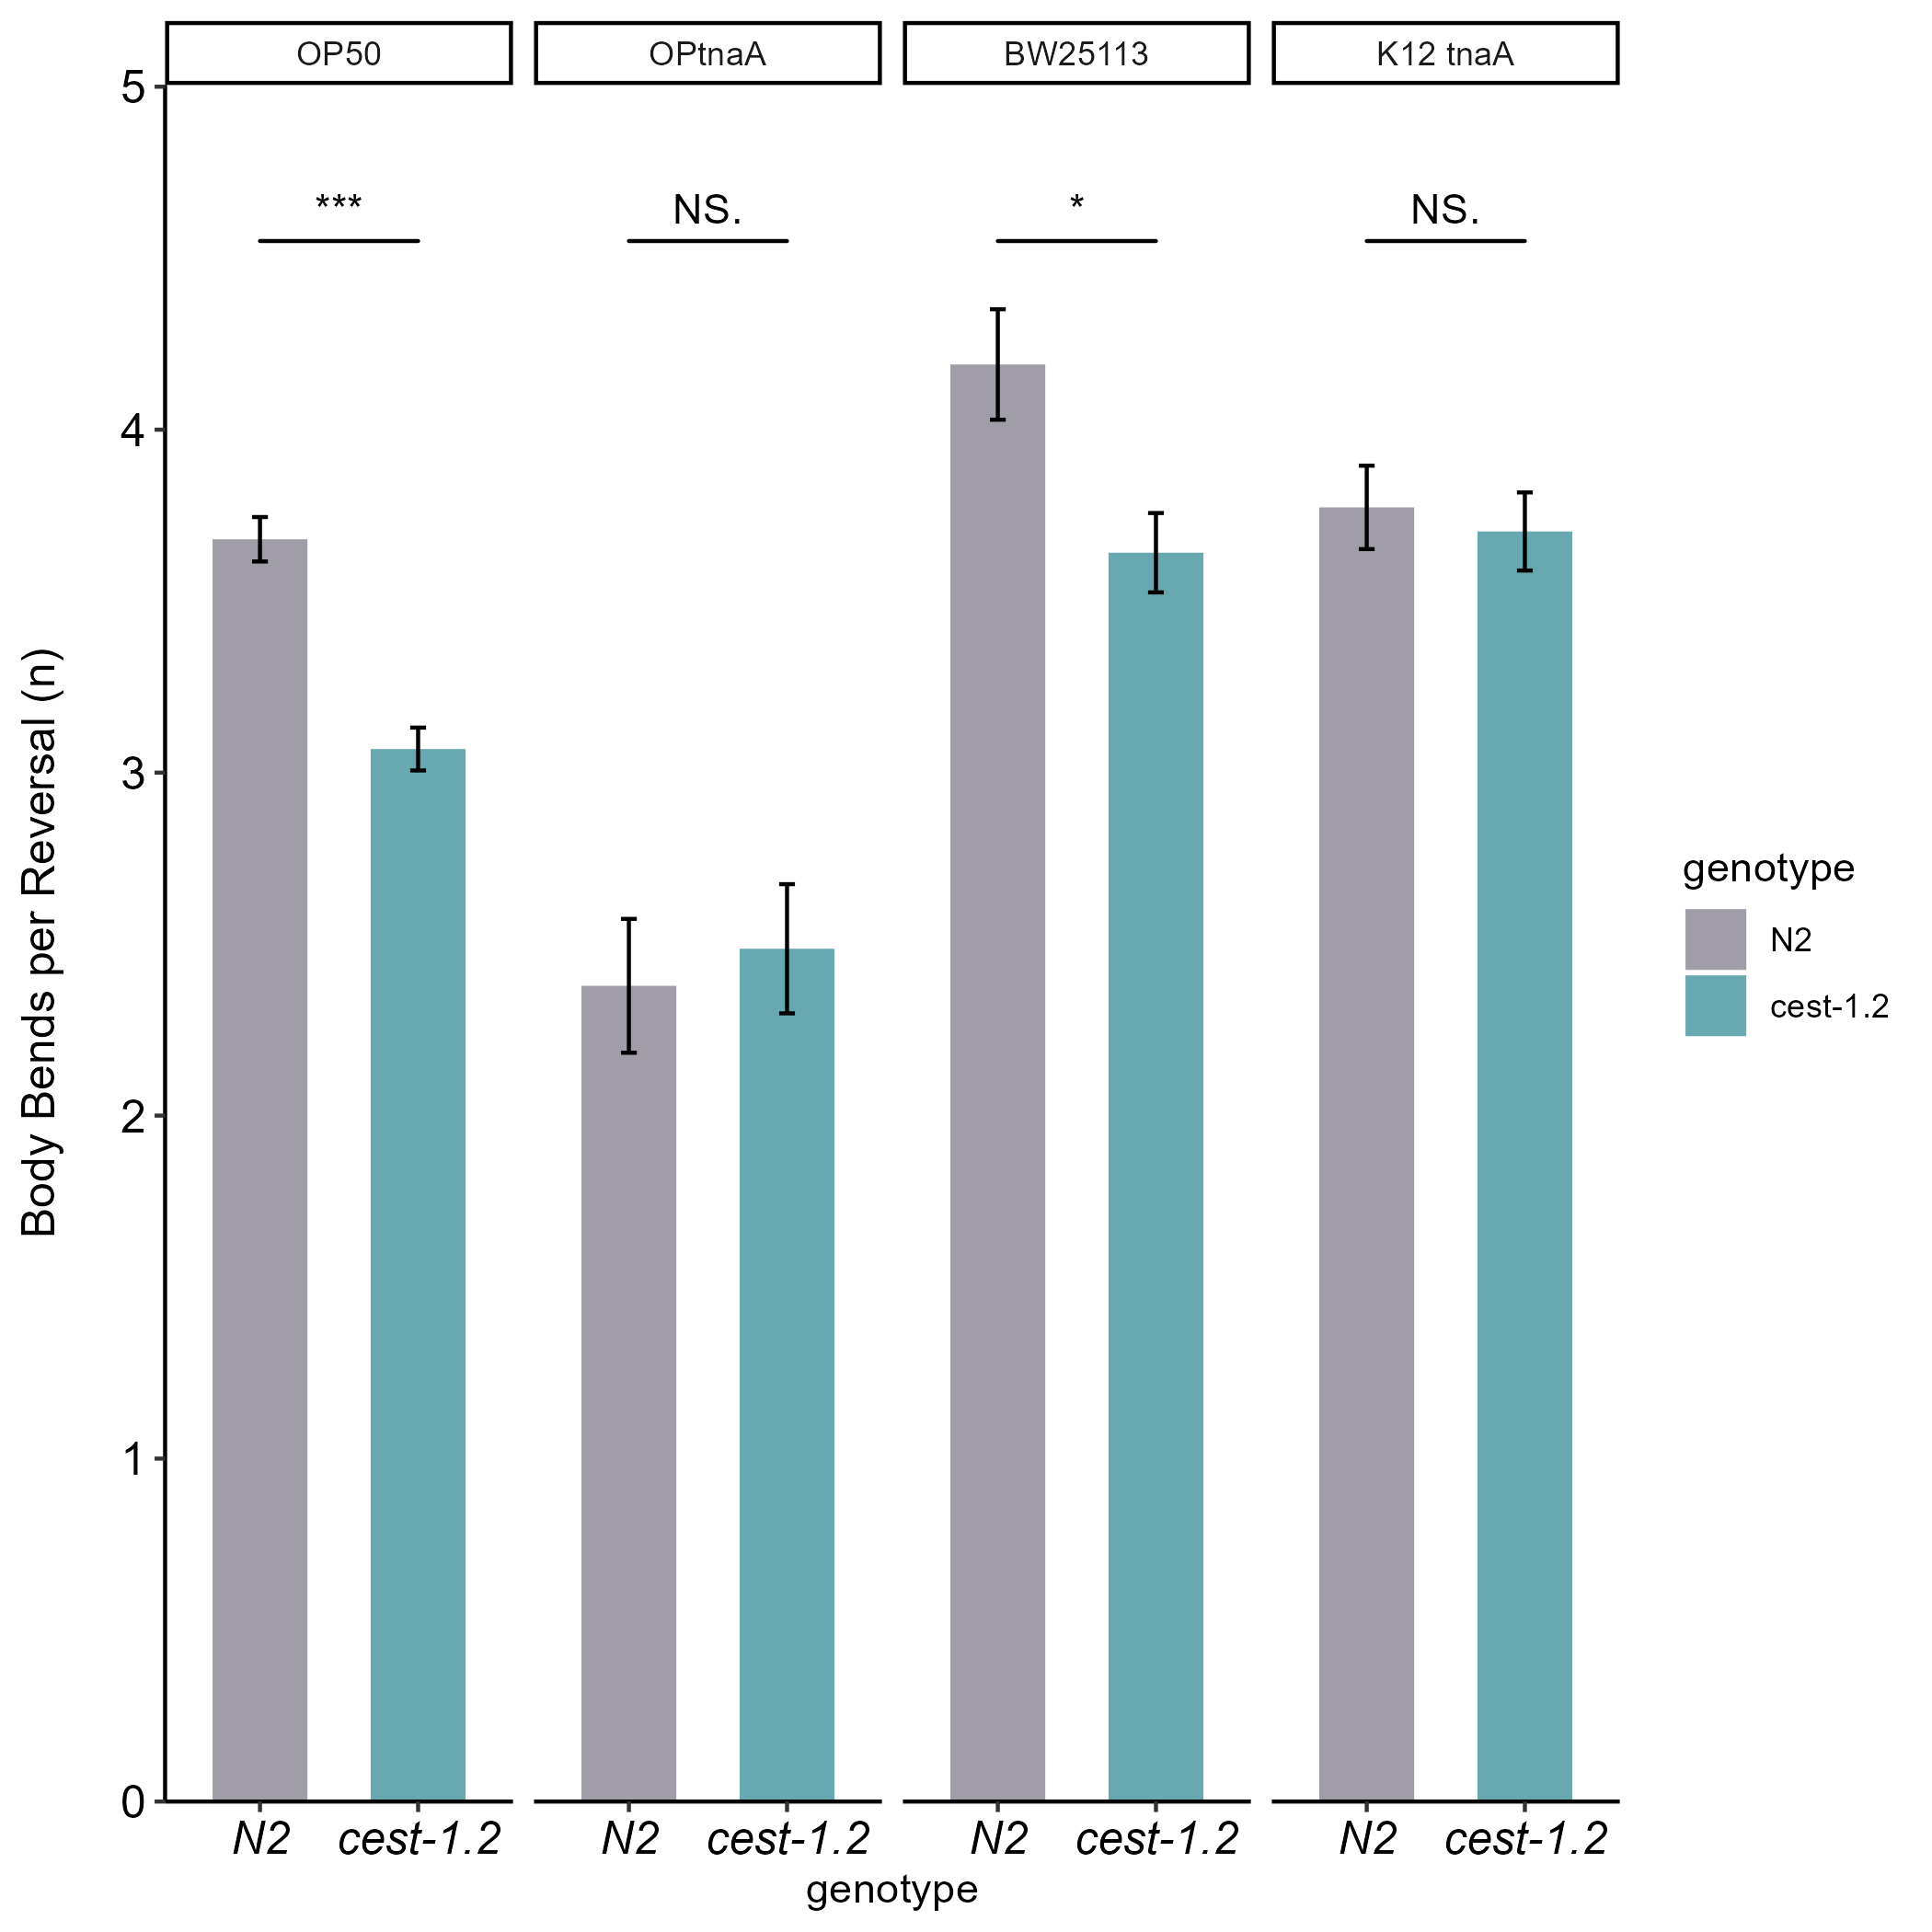 OP50 OPtnaA BW25113 K12 tnaA
5
*** NS. * NS.
4
3
2
1
0
Body Bends per Reversal (n)
N2 cest-1.2 N2 cest-1.2 N2 cest-1.2 N2 cest-1.2
genotype
genotype
N2
cest-1.2